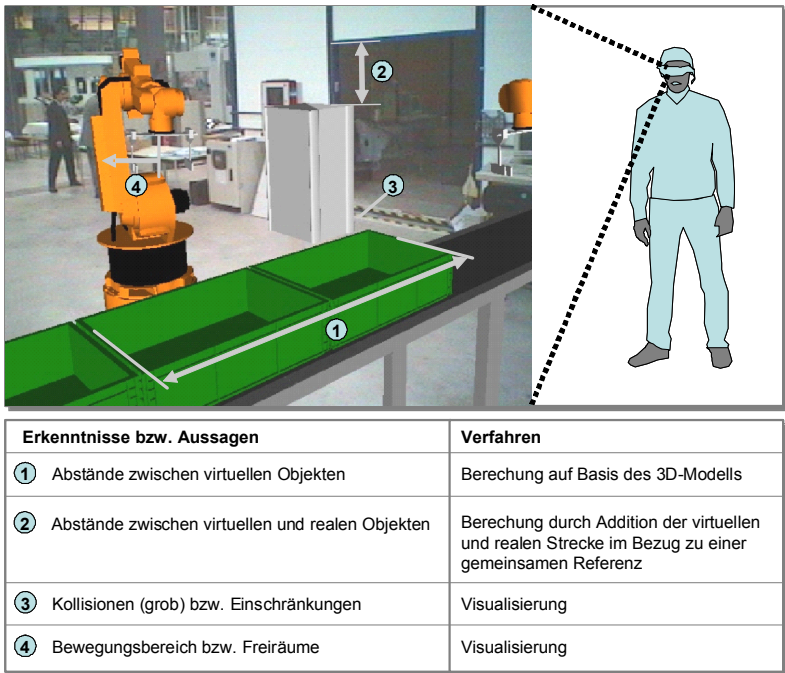 2
4
3
1
Erkenntnisse bzw. Aussagen
Verfahren
1 Abstände zwischen virtuellen Objekten
Berechung auf Basis des 3D-Modells
2 Abstände zwischen virtuellen und realen Objekten
Berechung durch Addition der virtuellen
und realen Strecke im Bezug zu einer
gemeinsamen Referenz
3 Kollisionen (grob) bzw. Einschränkungen
Visualisierung
4 Bewegungsbereich bzw. Freiräume
Visualisierung